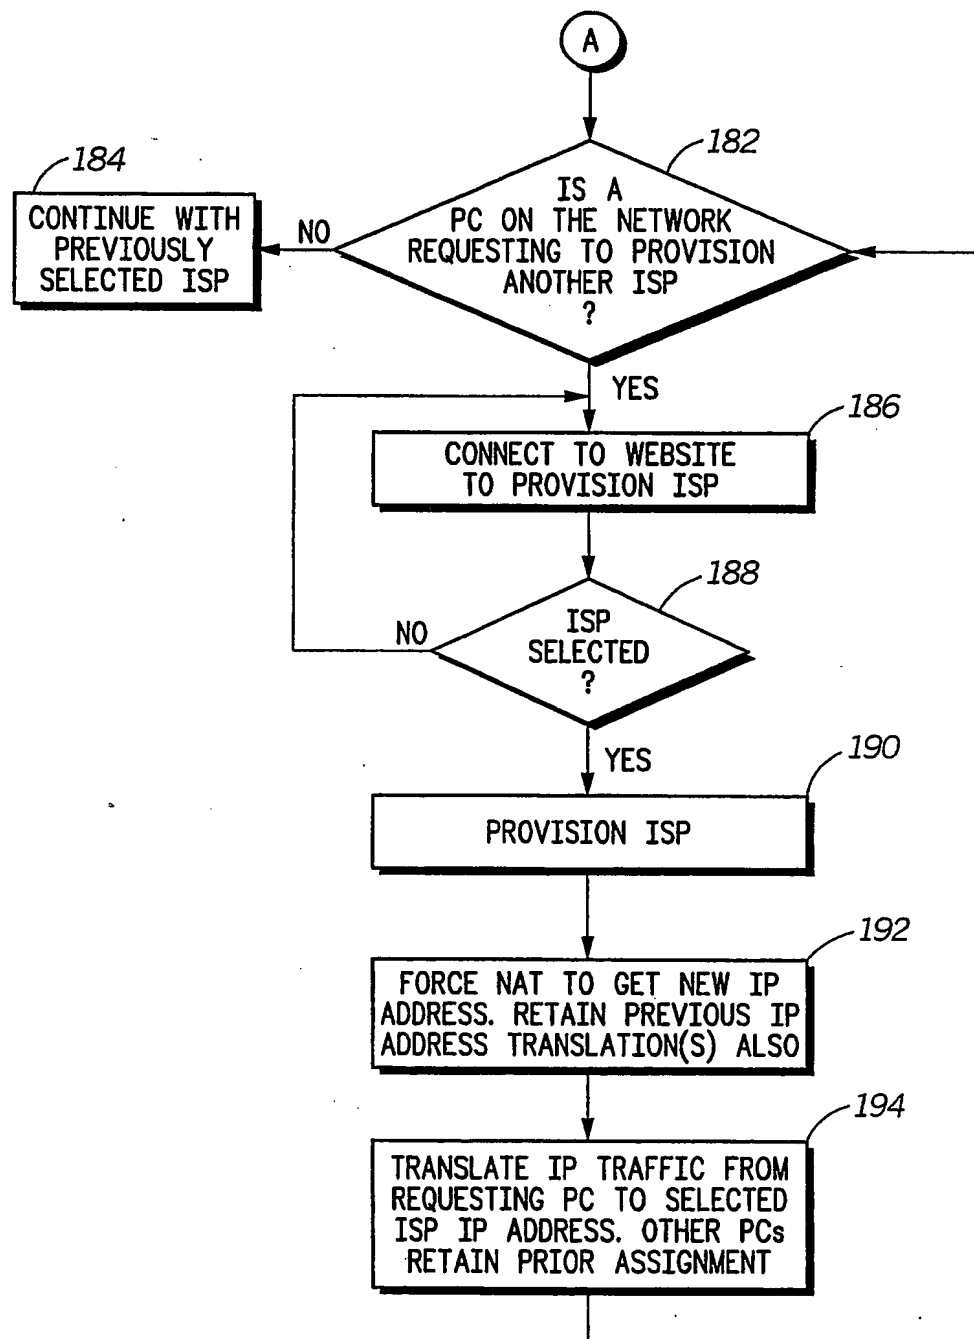 A
182
184
IS A
PC ON THE NETWORK
REQUESTING TO PROVISION
ANOTHER ISP
?
NO
CONTINUE WITH
PREVIOUSLY
SELECTED ISP
YES
186
CONNECT TO WEBSITE
TO PROVISION ISP
188
ISP
SELECTED
?
NO
YES
190
PROVISION ISP
192
FORCE NAT TO GET NEW IP
ADDRESS. RETAIN PREVIOUS IP
ADDRESS TRANSLATION(S) ALSO
194
TRANSLATE IP TRAFFIC FROM
REQUESTING PC TO SELECTED
ISP IP ADDRESS. OTHER PCs
RETAIN PRIOR ASSIGNMENT